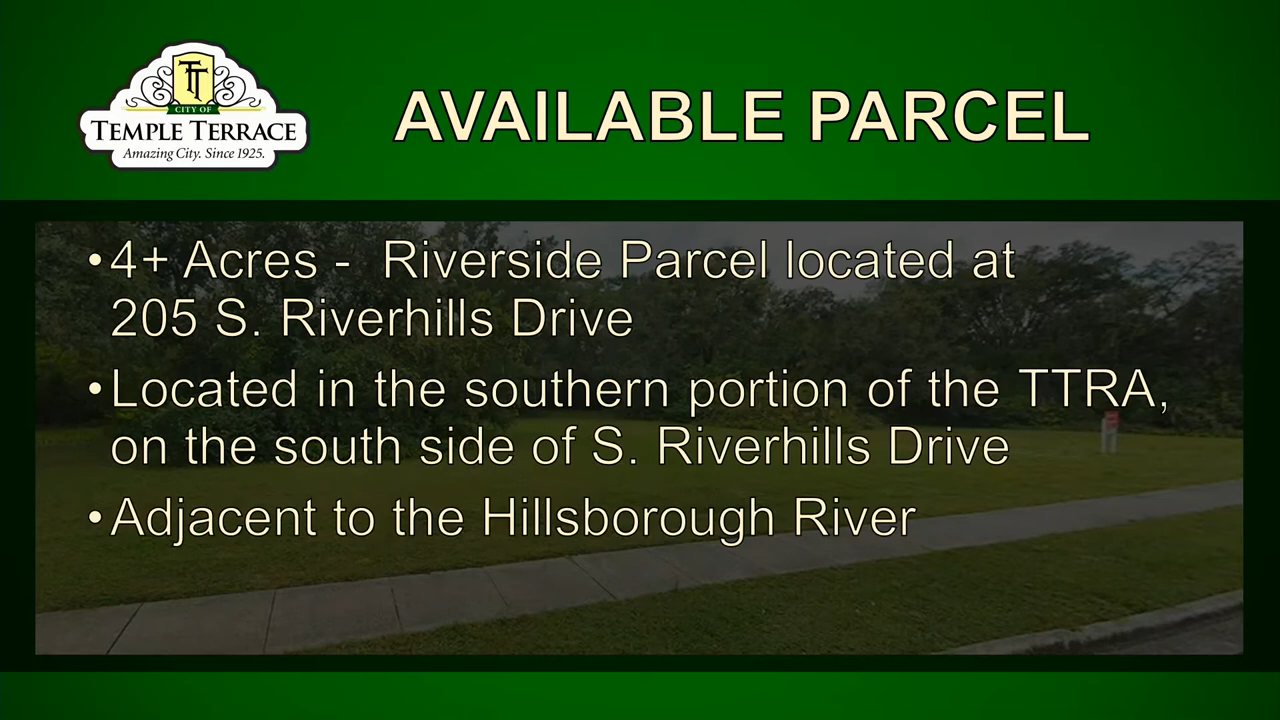 TT
CITY OF
TEMPLE TERRACE
Amazing City. Since 1925.
AVAILABLE PARCEL
•4+ Acres -  Riverside Parcel located at
205 S. Riverhills Drive
•Located in the southern portion of the TTRA,
on the south side of S. Riverhills Drive
•Adjacent to the Hillsborough River